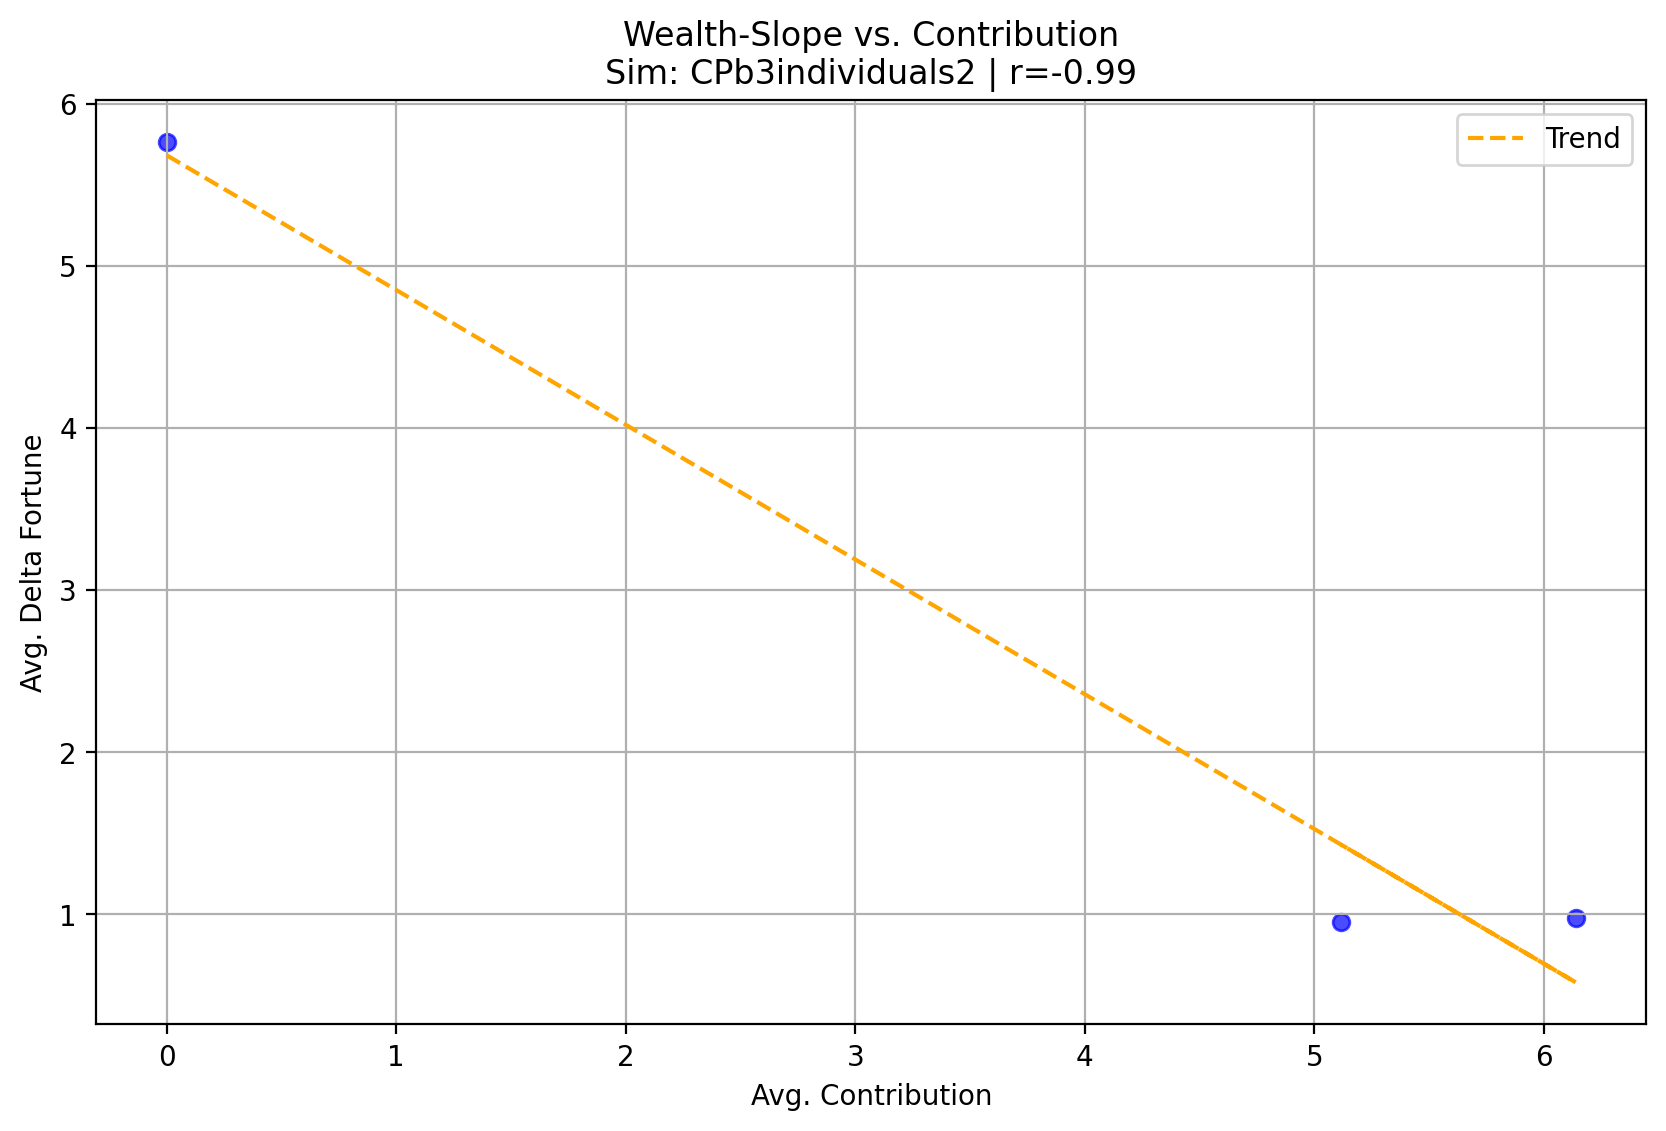 Wealth-Slope vs. Contribution
Sim: CPb3individuals2 | r=-0.99
Trend
Avg. Delta Fortune
6
5
4
3
2
1
0 1 2 3 4 5 6
Avg. Contribution